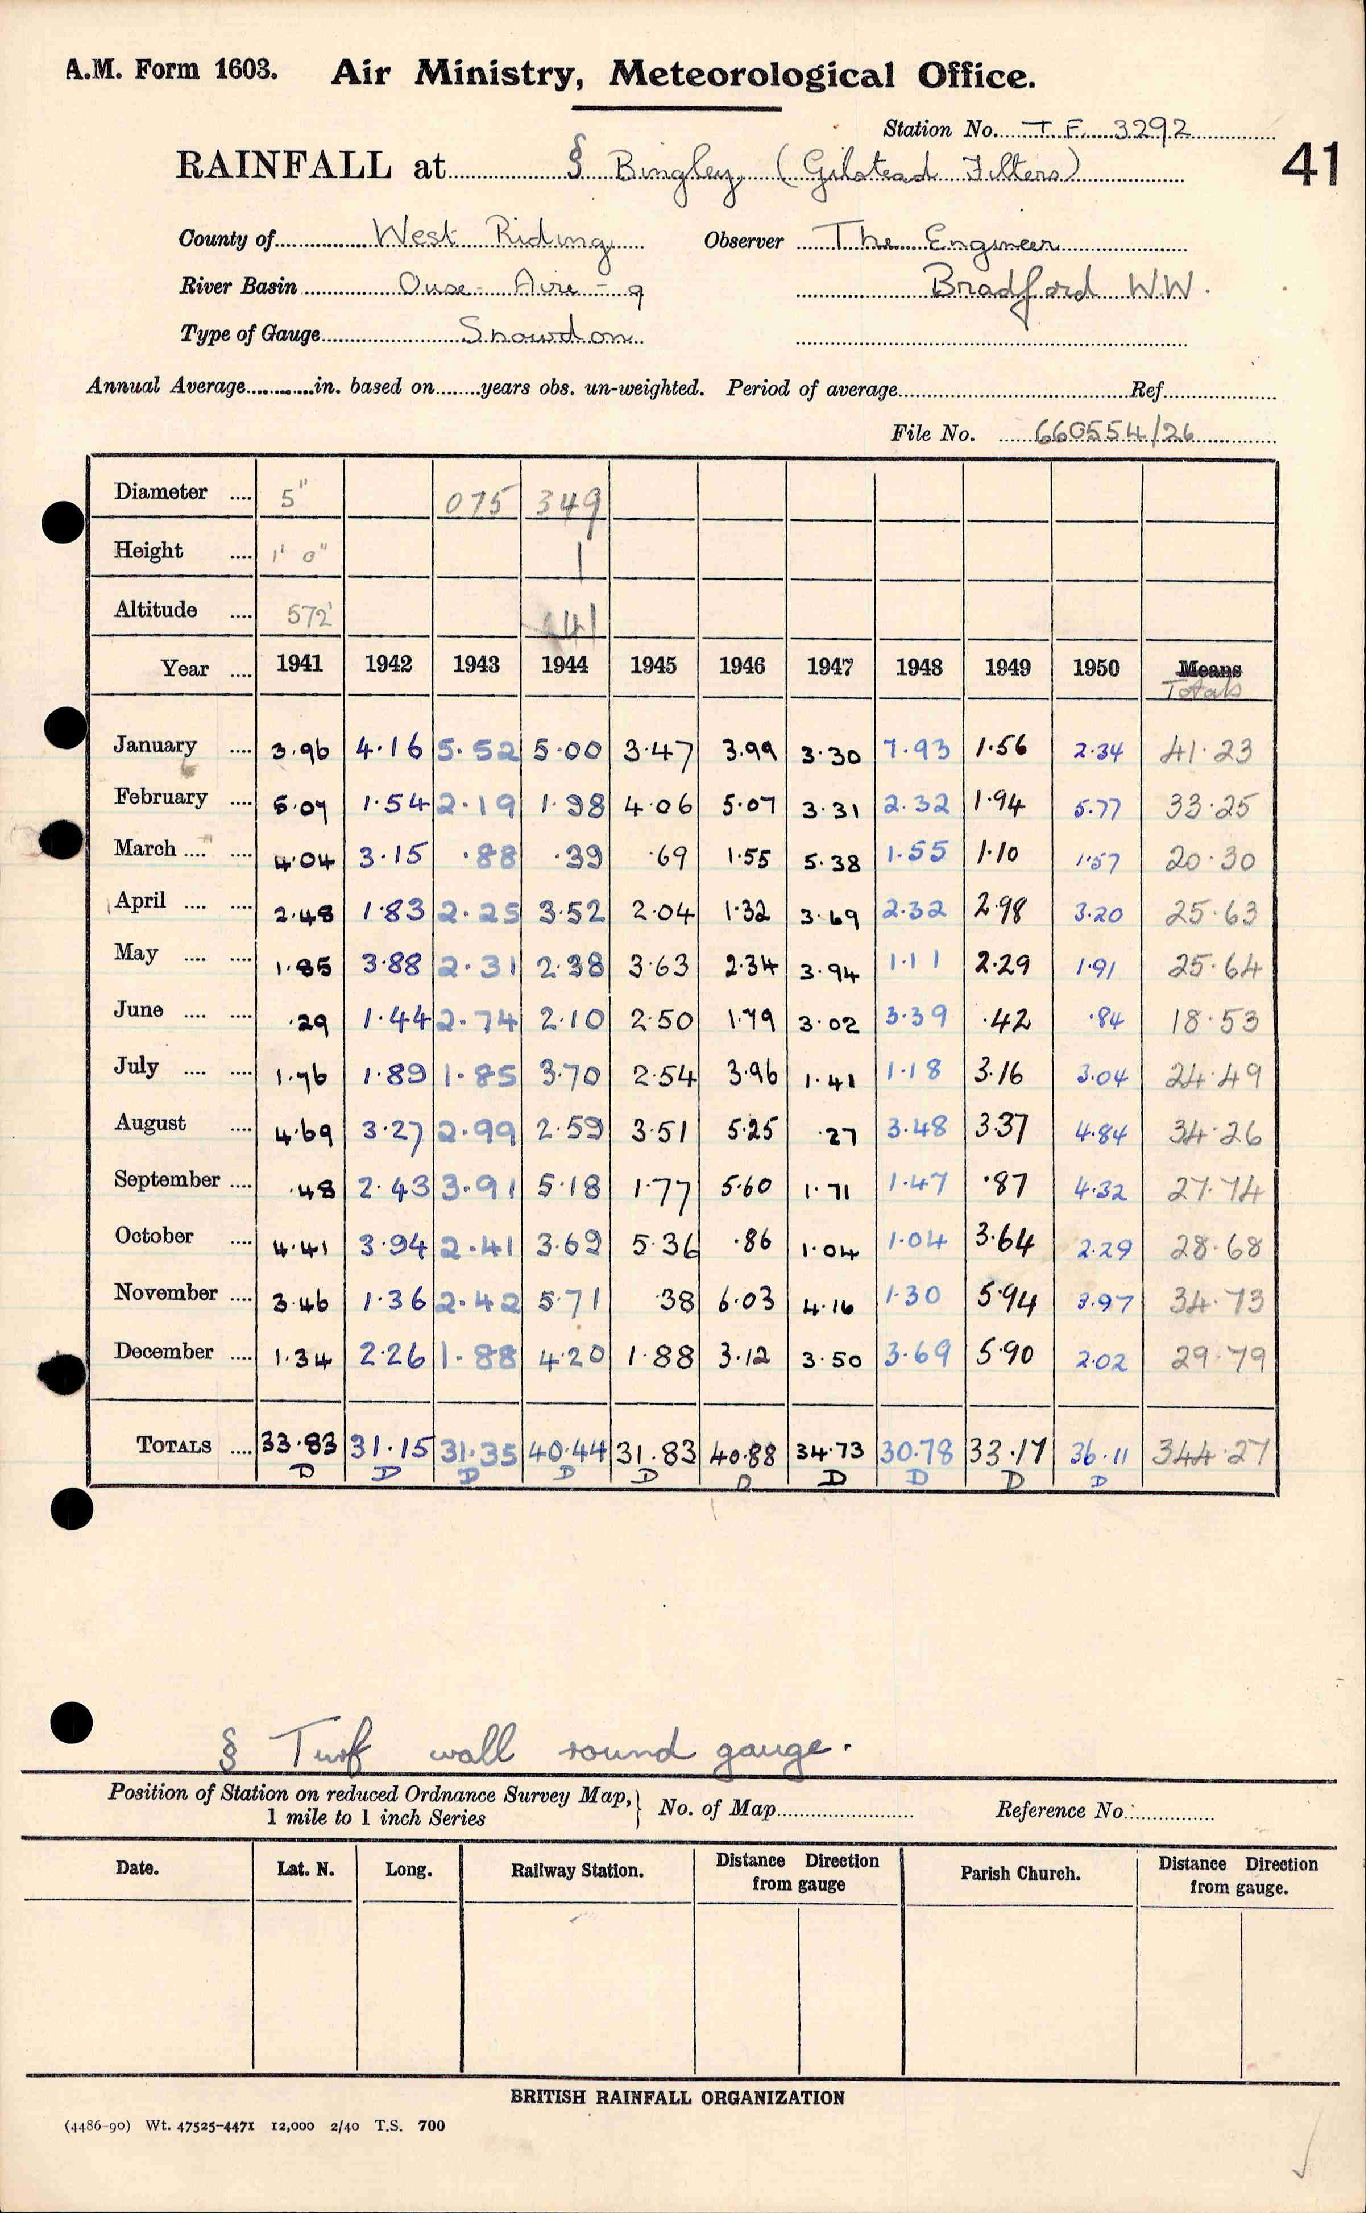 A.M. Form 1603. Air Ministry, Meteorological Office.
Station No. T F 3292
RAINFALL at § Bingley (Gilstead Filters) 41
County of West Riding Observer The Engineer
River Basin Ouse - Aire - 9 Bradford W.W.
Type of Gauge Snowdon
Annual Average in. based on years obs. un-weighted. Period of average Ref
File No. 660554/26
Diameter .... 5" 075 349
Height .... 1' 0" 1
Altitude .... 572' 41
Year .... 1941 1942 1943 1944 1945 1946 1947 1948 1949 1950 Means
Totals
January .... 3·96 4·16 5·52 5·00 3·47 3·99 3·30 7·93 1·56 2·34 41·23
February .... 5·07 1·54 2·19 1·98 4·06 5·07 3·31 2·32 1·94 5·77 33·25
March .... .... 4·04 3·15 ·88 ·39 ·69 1·55 5·38 1·55 1·10 1·57 20·30
April .... .... 2·48 1·83 2·25 3·52 2·04 1·32 3·69 2·32 2·98 3·20 25·63
May .... .... 1·85 3·88 2·31 2·38 3·63 2·34 3·94 1·11 2·29 1·91 25·64
June .... .... ·29 1·44 2·74 2·10 2·50 1·79 3·02 3·39 ·42 ·84 18·53
July .... .... 1·76 1·89 1·85 3·70 2·54 3·96 1·41 1·18 3·16 3·04 24·49
August .... 4·69 3·27 2·99 2·59 3·51 5·25 ·27 3·48 3·37 4·84 34·26
September .... ·48 2·43 3·91 5·18 1·77 5·60 1·71 1·47 ·87 4·32 27·74
October .... 4·41 3·94 2·41 3·69 5·36 ·86 1·04 1·04 3·64 2·29 28·68
November .... 3·46 1·36 2·42 5·71 ·38 6·03 4·16 1·30 5·94 3·97 34·73
December .... 1·34 2·26 1·88 4·20 1·88 3·12 3·50 3·69 5·90 2·02 29·79
TOTALS .... 33·83 31·15 31·35 40·44 31·83 40·88 34·73 30·78 33·17 36·11 344·27
D D D D D D D D D D
§ Turf wall round gauge.
Position of Station on reduced Ordnance Survey Map, 1 mile to 1 inch Series } No. of Map Reference No.
Date. Lat. N. Long. Railway Station. Distance Direction from gauge Parish Church. Distance Direction from gauge.
BRITISH RAINFALL ORGANIZATION
(4486-90) Wt. 47525-4471 12,000 2/40 T.S. 700